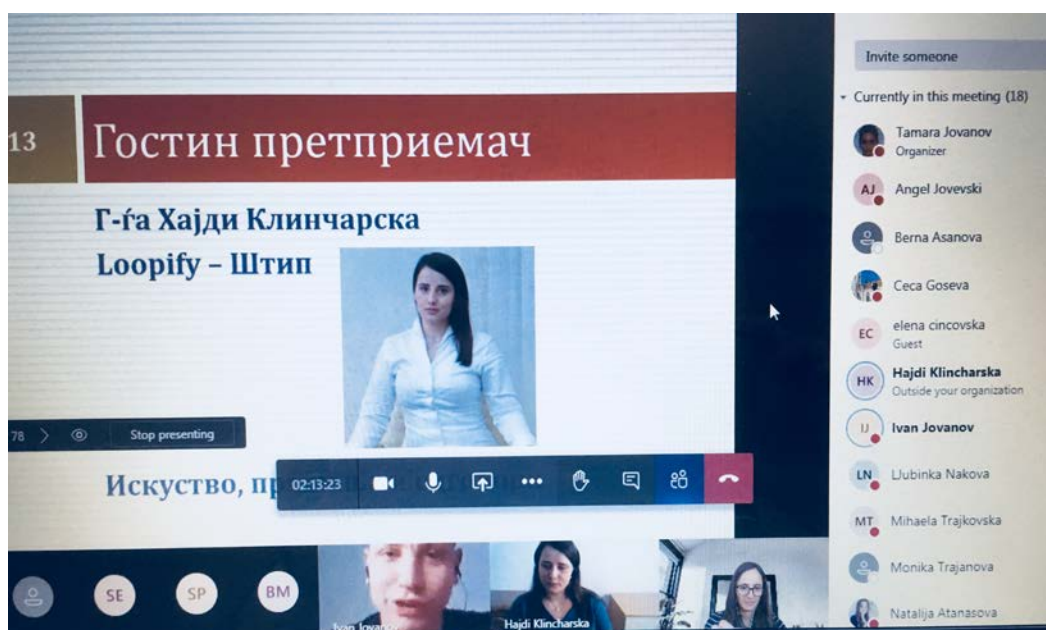 13
Гостин претприемач
Г-ѓа Хајди Клинчарска
Loopify – Штип
78
Stop presenting
Искуство,
02:13:23
SE
SP
BM
Ivan Jovanov
Hajdi Klincharska
Invite someone
Currently in this meeting (18)
Tamara Jovanov
Organizer
AJ
Angel Jovevski
Berna Asanova
Ceca Goseva
EC
elena cincovska
Guest
HK
Hajdi Klincharska
Outside your organization
IJ
Ivan Jovanov
LN
LJubinka Nakova
MT
Mihaela Trajkovska
Monika Trajanova
Natalija Atanasova